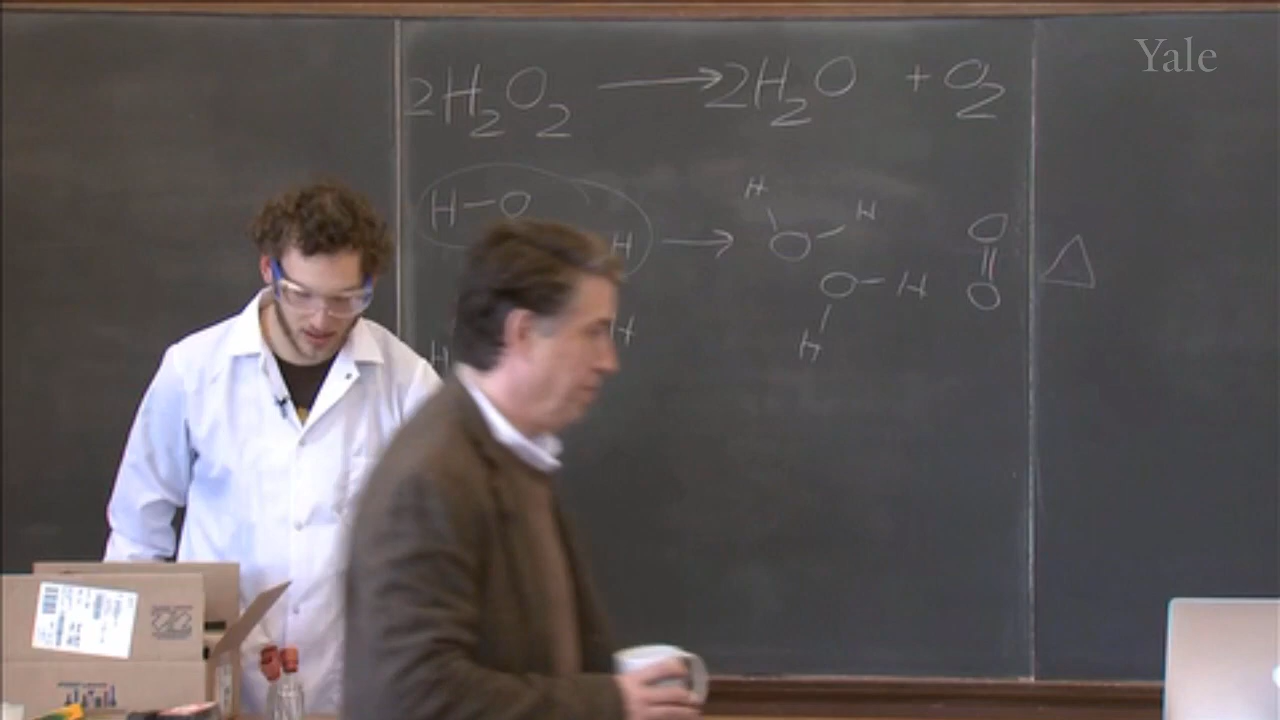 Yale
2H₂O₂ → 2H₂O + O₂
H
H H–O → O H O
H O–H || △
H H O